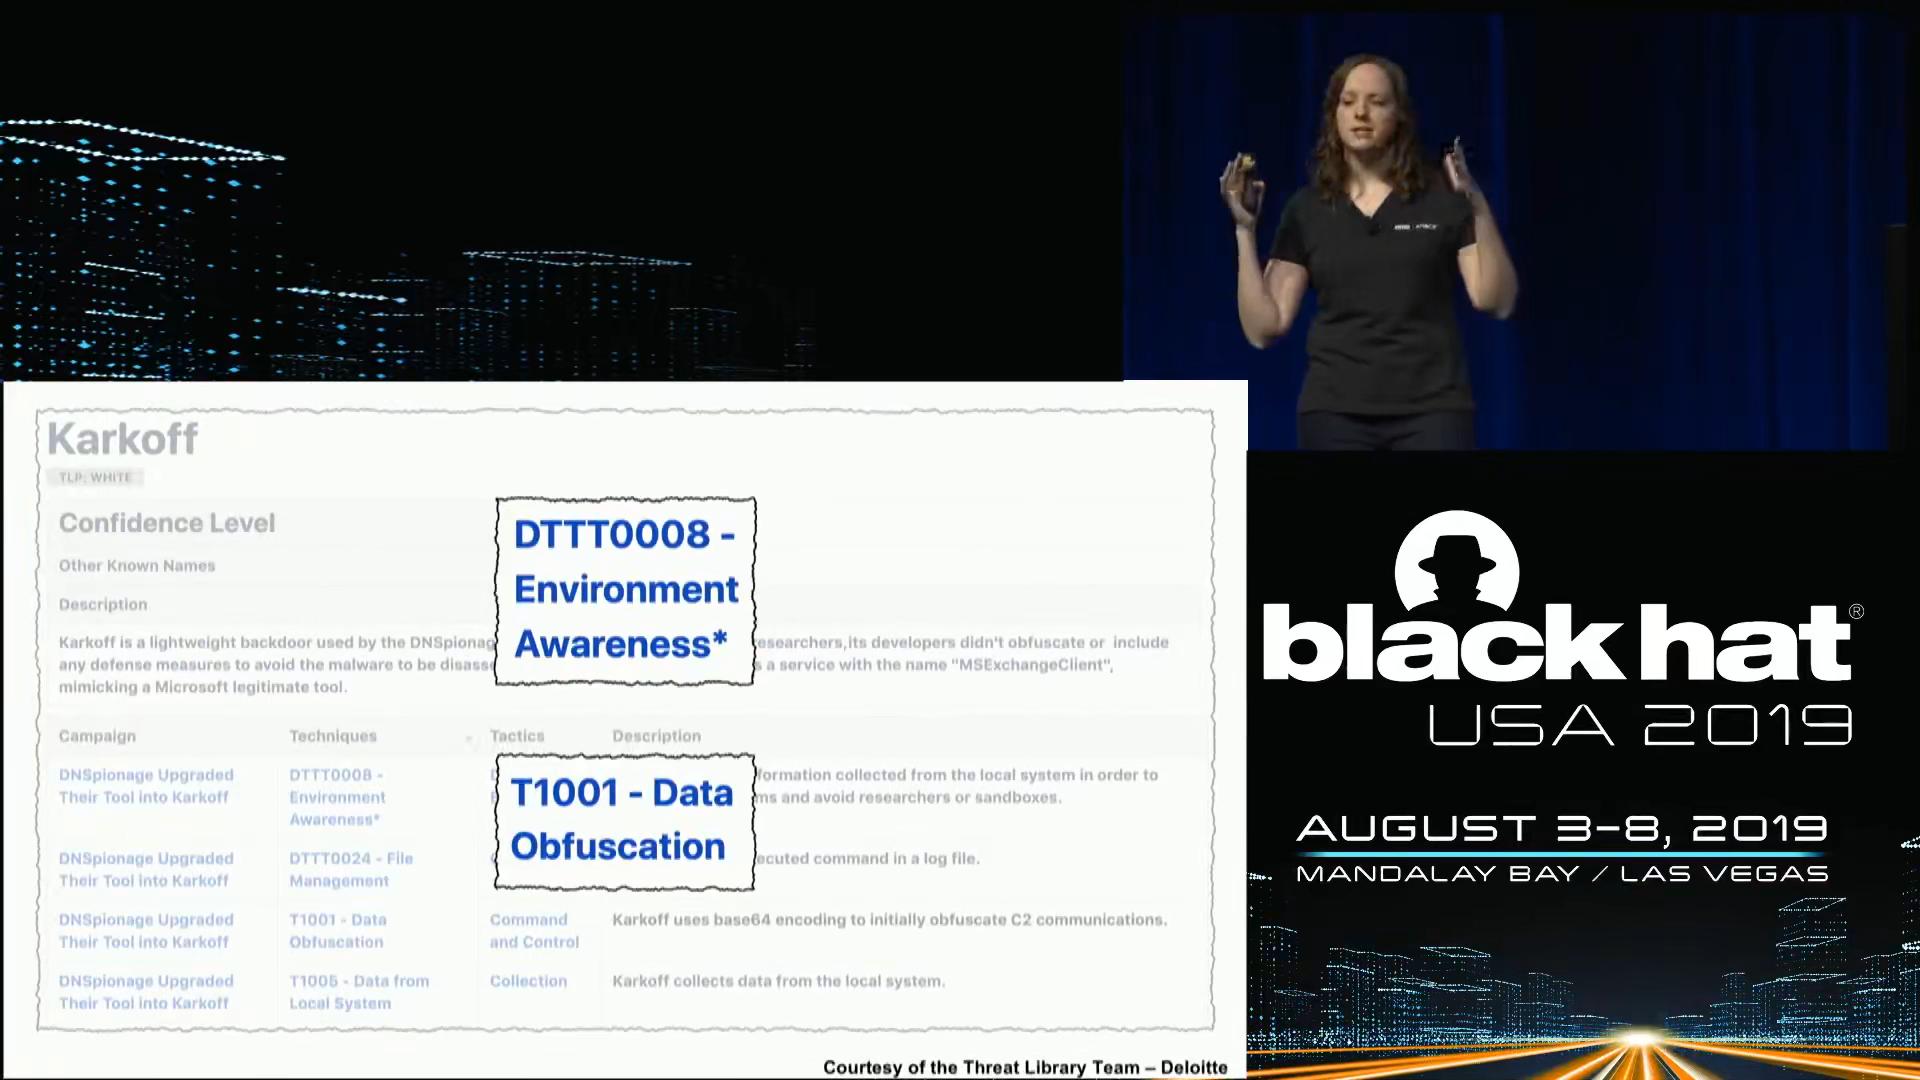 Karkoff
TLP: WHITE
Confidence Level
Other Known Names
Description
Karkoff is a lightweight backdoor used by the DNSpionag esearchers,its developers didn't obfuscate or include
any defense measures to avoid the malware to be disass s a service with the name "MSExchangeClient",
mimicking a Microsoft legitimate tool.
DTTT0008 -
Environment
Awareness*
Campaign Techniques Tactics Description
DNSpionage Upgraded DTTT0008 - formation collected from the local system in order to
Their Tool into Karkoff Environment ms and avoid researchers or sandboxes.
Awareness*
T1001 - Data
Obfuscation
DNSpionage Upgraded DTTT0024 - File ecuted command in a log file.
Their Tool into Karkoff Management
DNSpionage Upgraded T1001 - Data Command Karkoff uses base64 encoding to initially obfuscate C2 communications.
Their Tool into Karkoff Obfuscation and Control
DNSpionage Upgraded T1005 - Data from Collection Karkoff collects data from the local system.
Their Tool into Karkoff Local System
Courtesy of the Threat Library Team – Deloitte
black hat®
USA 2019
AUGUST 3-8, 2019
MANDALAY BAY / LAS VEGAS